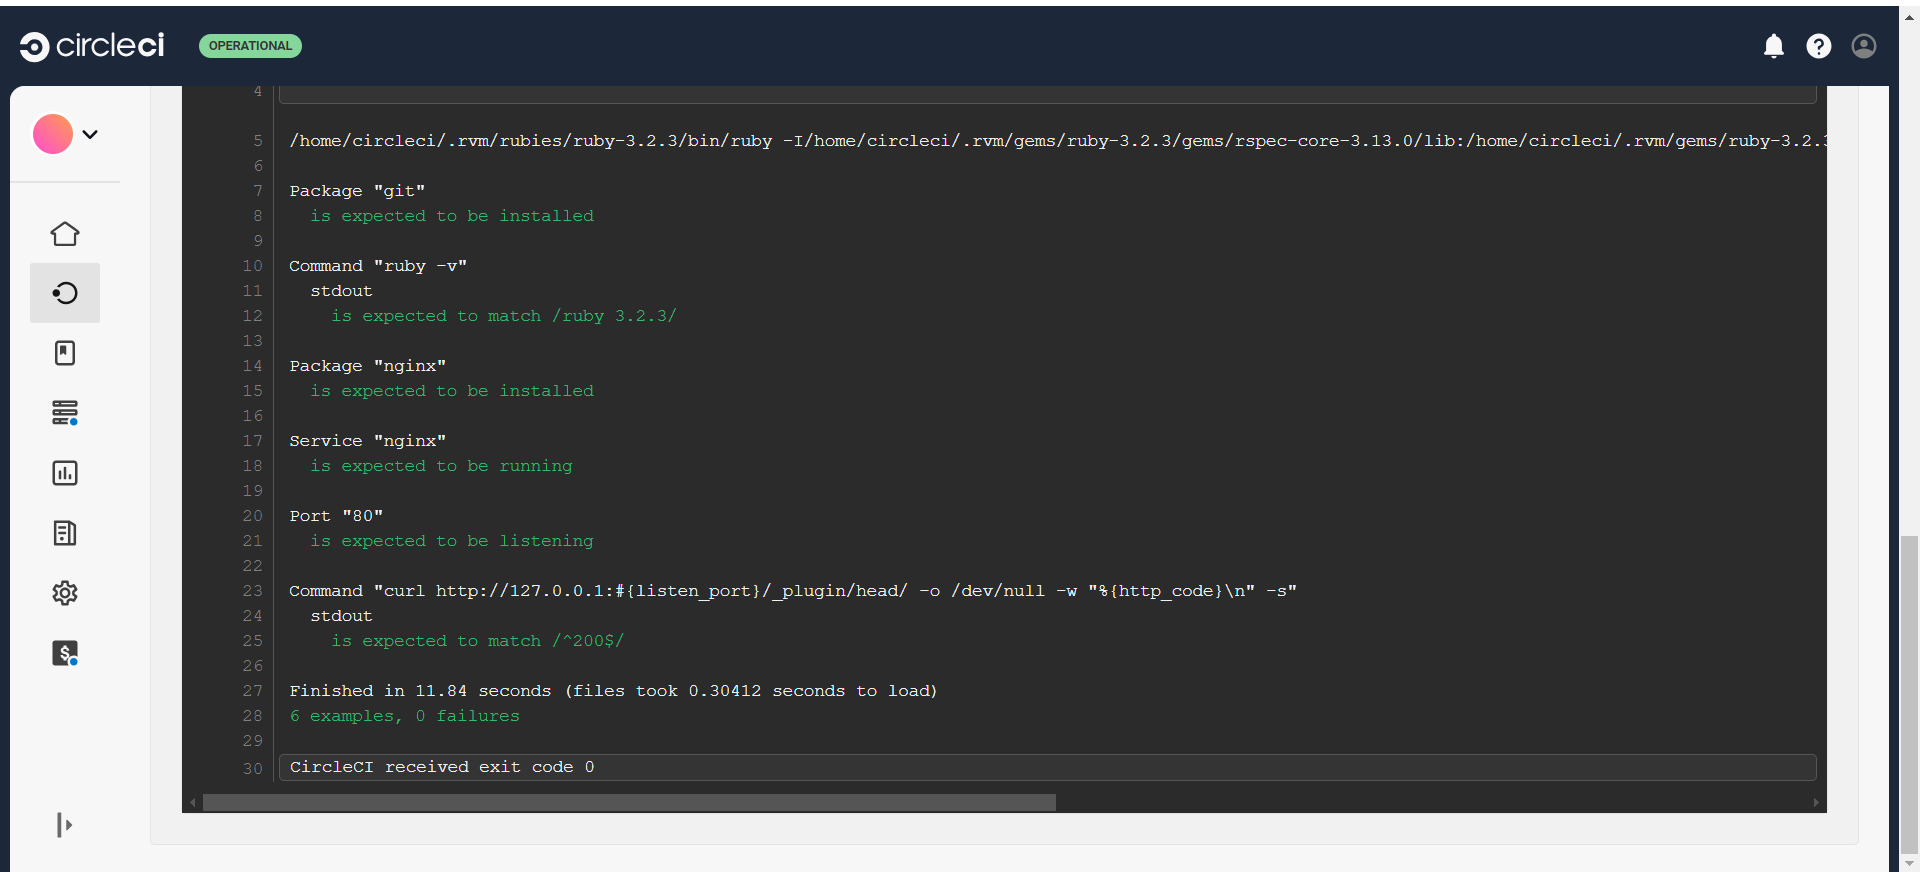 circleci OPERATIONAL
4
5 /home/circleci/.rvm/rubies/ruby-3.2.3/bin/ruby -I/home/circleci/.rvm/gems/ruby-3.2.3/gems/rspec-core-3.13.0/lib:/home/circleci/.rvm/gems/ruby-3.2.3
6
7 Package "git"
8 is expected to be installed
9
10 Command "ruby -v"
11 stdout
12 is expected to match /ruby 3.2.3/
13
14 Package "nginx"
15 is expected to be installed
16
17 Service "nginx"
18 is expected to be running
19
20 Port "80"
21 is expected to be listening
22
23 Command "curl http://127.0.0.1:#{listen_port}/_plugin/head/ -o /dev/null -w "%{http_code}\n" -s"
24 stdout
25 is expected to match /^200$/
26
27 Finished in 11.84 seconds (files took 0.30412 seconds to load)
28 6 examples, 0 failures
29
30 CircleCI received exit code 0